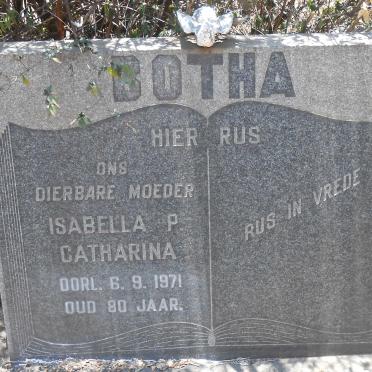 BOTHA
HIER RUS
ONS
DIERBARE MOEDER
ISABELLA P
CATHARINA
OORL. 6. 9. 1971
OUD 80 JAAR.
RUS IN VREDE